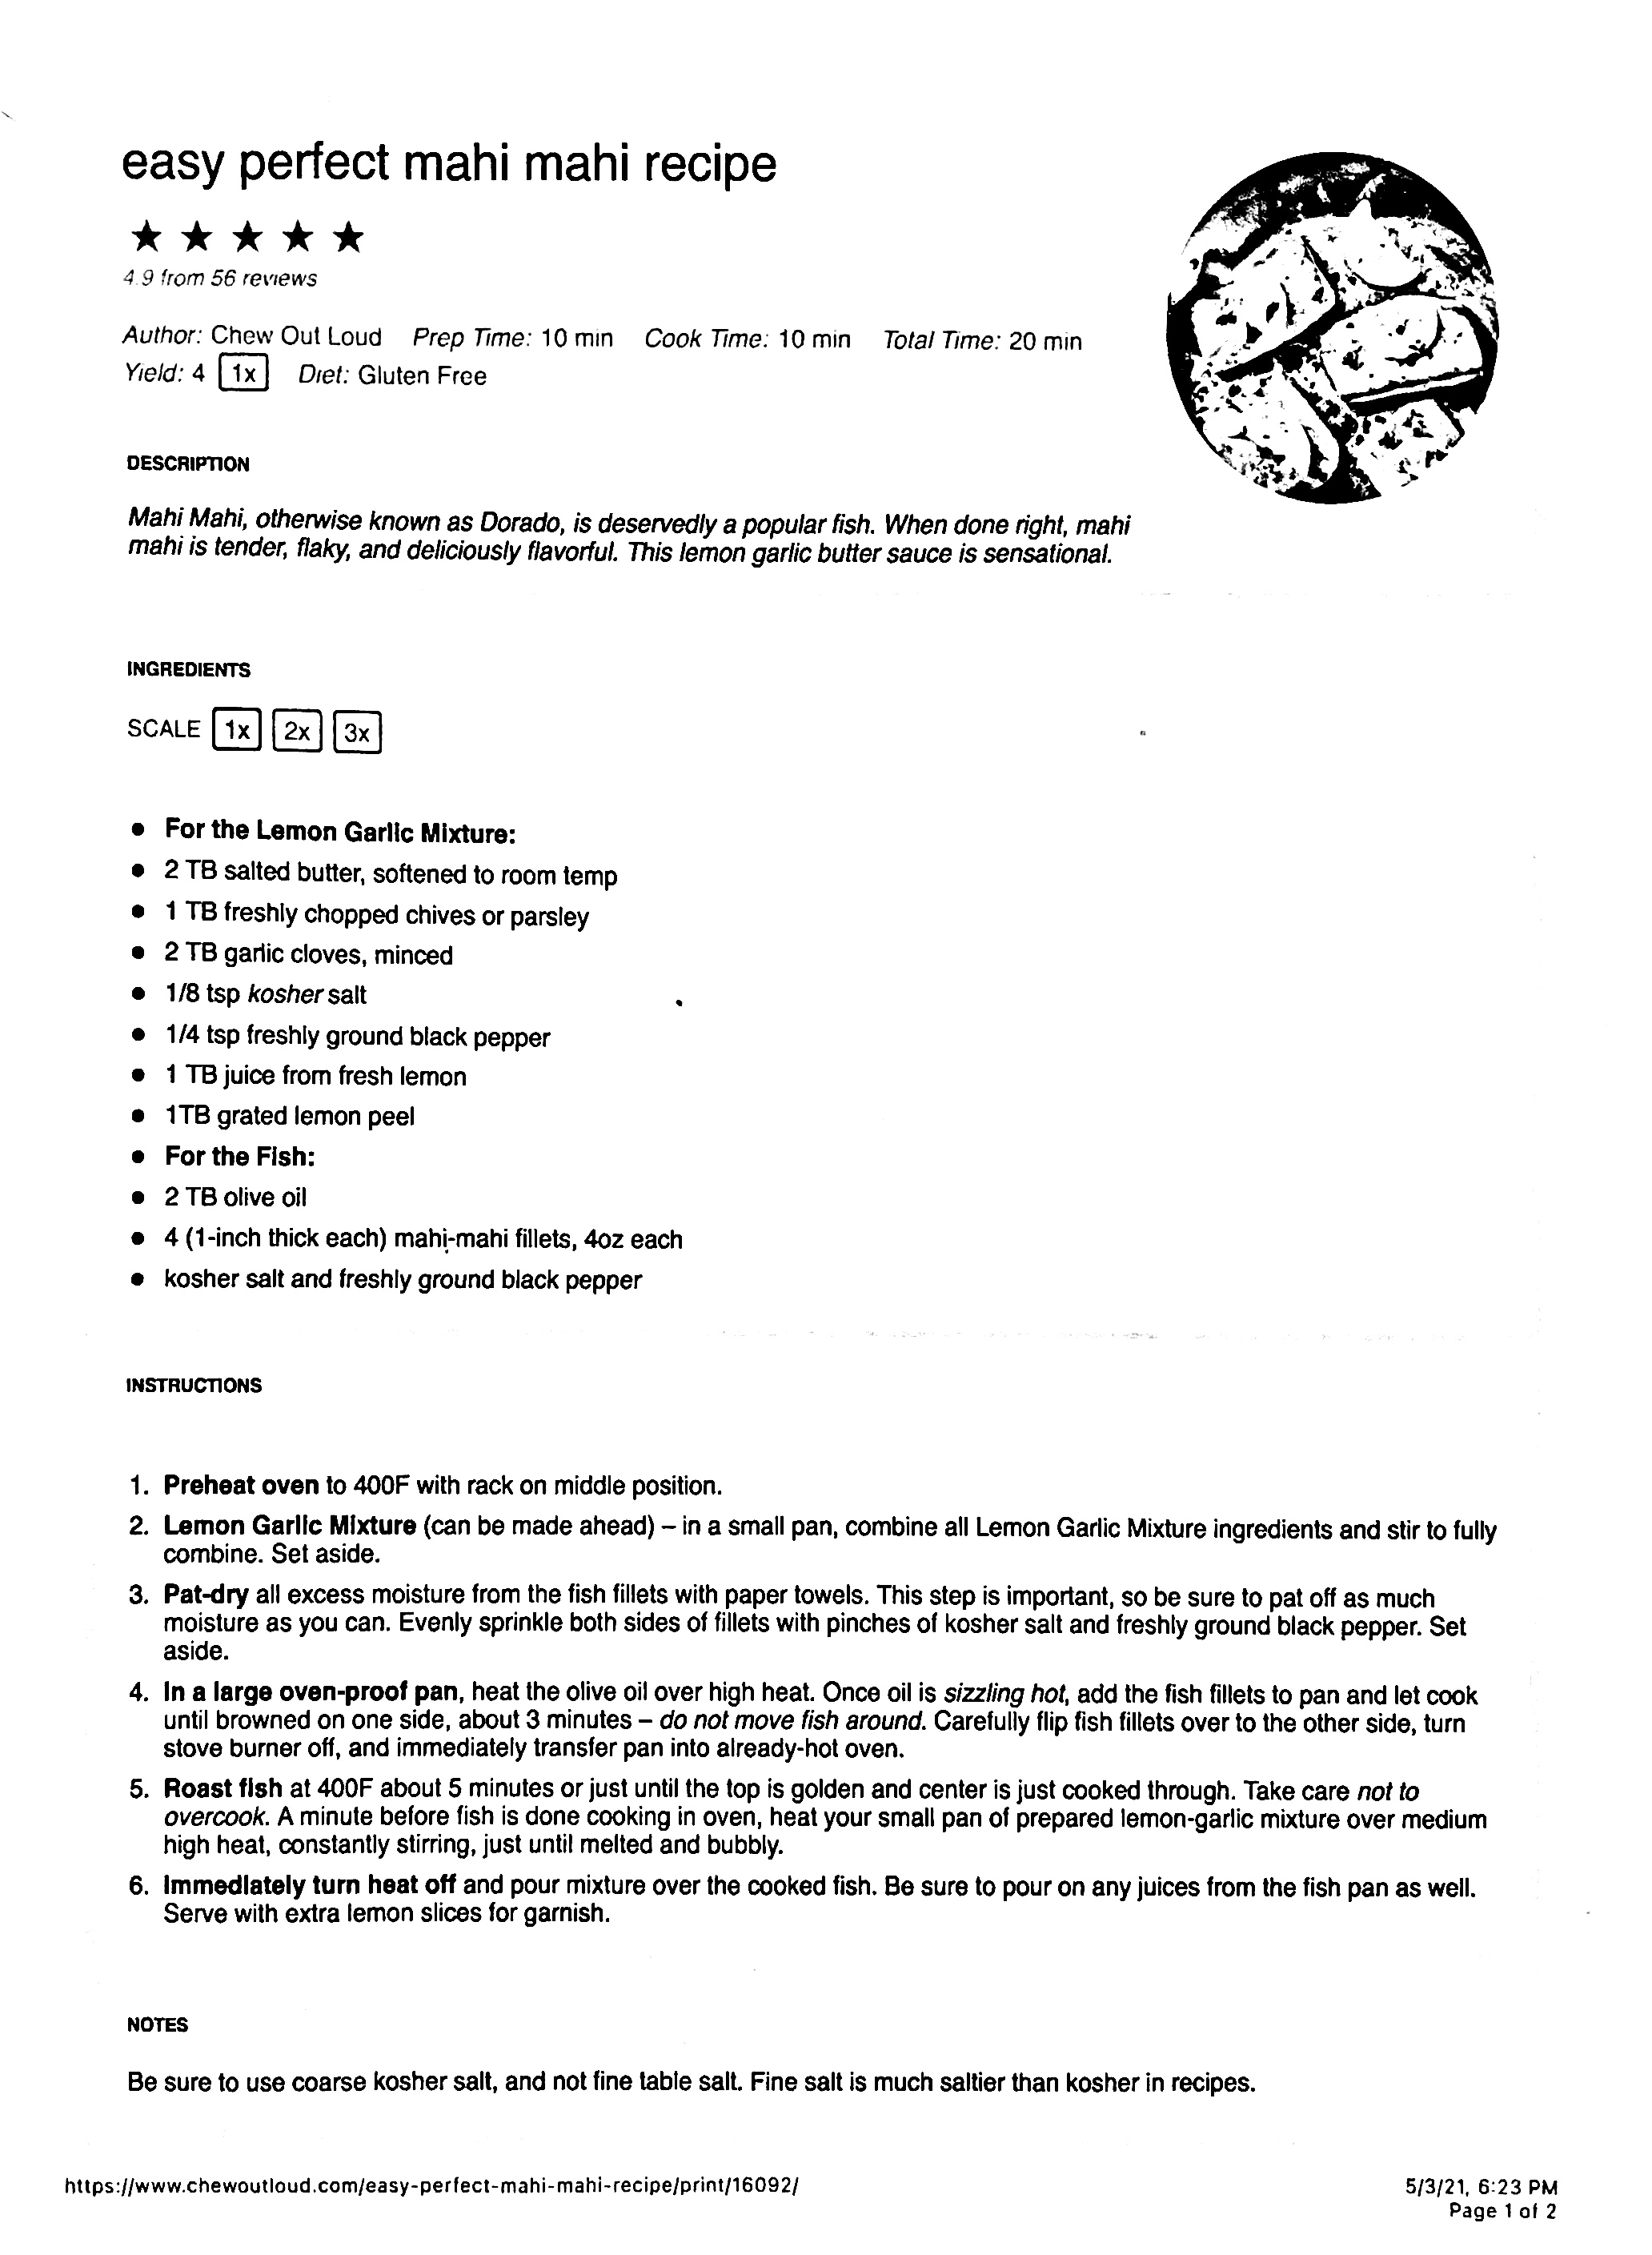 easy perfect mahi mahi recipe
★ ★ ★ ★ ★
4.9 from 56 reviews
Author: Chew Out Loud Prep Time: 10 min Cook Time: 10 min Total Time: 20 min
Yield: 4 1x Diet: Gluten Free
DESCRIPTION
Mahi Mahi, otherwise known as Dorado, is deservedly a popular fish. When done right, mahi
mahi is tender, flaky, and deliciously flavorful. This lemon garlic butter sauce is sensational.
INGREDIENTS
SCALE 1x 2x 3x
• For the Lemon Garlic Mixture:
• 2 TB salted butter, softened to room temp
• 1 TB freshly chopped chives or parsley
• 2 TB garlic cloves, minced
• 1/8 tsp kosher salt
• 1/4 tsp freshly ground black pepper
• 1 TB juice from fresh lemon
• 1TB grated lemon peel
• For the Fish:
• 2 TB olive oil
• 4 (1-inch thick each) mahi-mahi fillets, 4oz each
• kosher salt and freshly ground black pepper
INSTRUCTIONS
1. Preheat oven to 400F with rack on middle position.
2. Lemon Garlic Mixture (can be made ahead) – in a small pan, combine all Lemon Garlic Mixture ingredients and stir to fully
combine. Set aside.
3. Pat-dry all excess moisture from the fish fillets with paper towels. This step is important, so be sure to pat off as much
moisture as you can. Evenly sprinkle both sides of fillets with pinches of kosher salt and freshly ground black pepper. Set
aside.
4. In a large oven-proof pan, heat the olive oil over high heat. Once oil is sizzling hot, add the fish fillets to pan and let cook
until browned on one side, about 3 minutes – do not move fish around. Carefully flip fish fillets over to the other side, turn
stove burner off, and immediately transfer pan into already-hot oven.
5. Roast fish at 400F about 5 minutes or just until the top is golden and center is just cooked through. Take care not to
overcook. A minute before fish is done cooking in oven, heat your small pan of prepared lemon-garlic mixture over medium
high heat, constantly stirring, just until melted and bubbly.
6. Immediately turn heat off and pour mixture over the cooked fish. Be sure to pour on any juices from the fish pan as well.
Serve with extra lemon slices for garnish.
NOTES
Be sure to use coarse kosher salt, and not fine table salt. Fine salt is much saltier than kosher in recipes.
https://www.chewoutloud.com/easy-perfect-mahi-mahi-recipe/print/16092/
5/3/21, 6:23 PM
Page 1 of 2